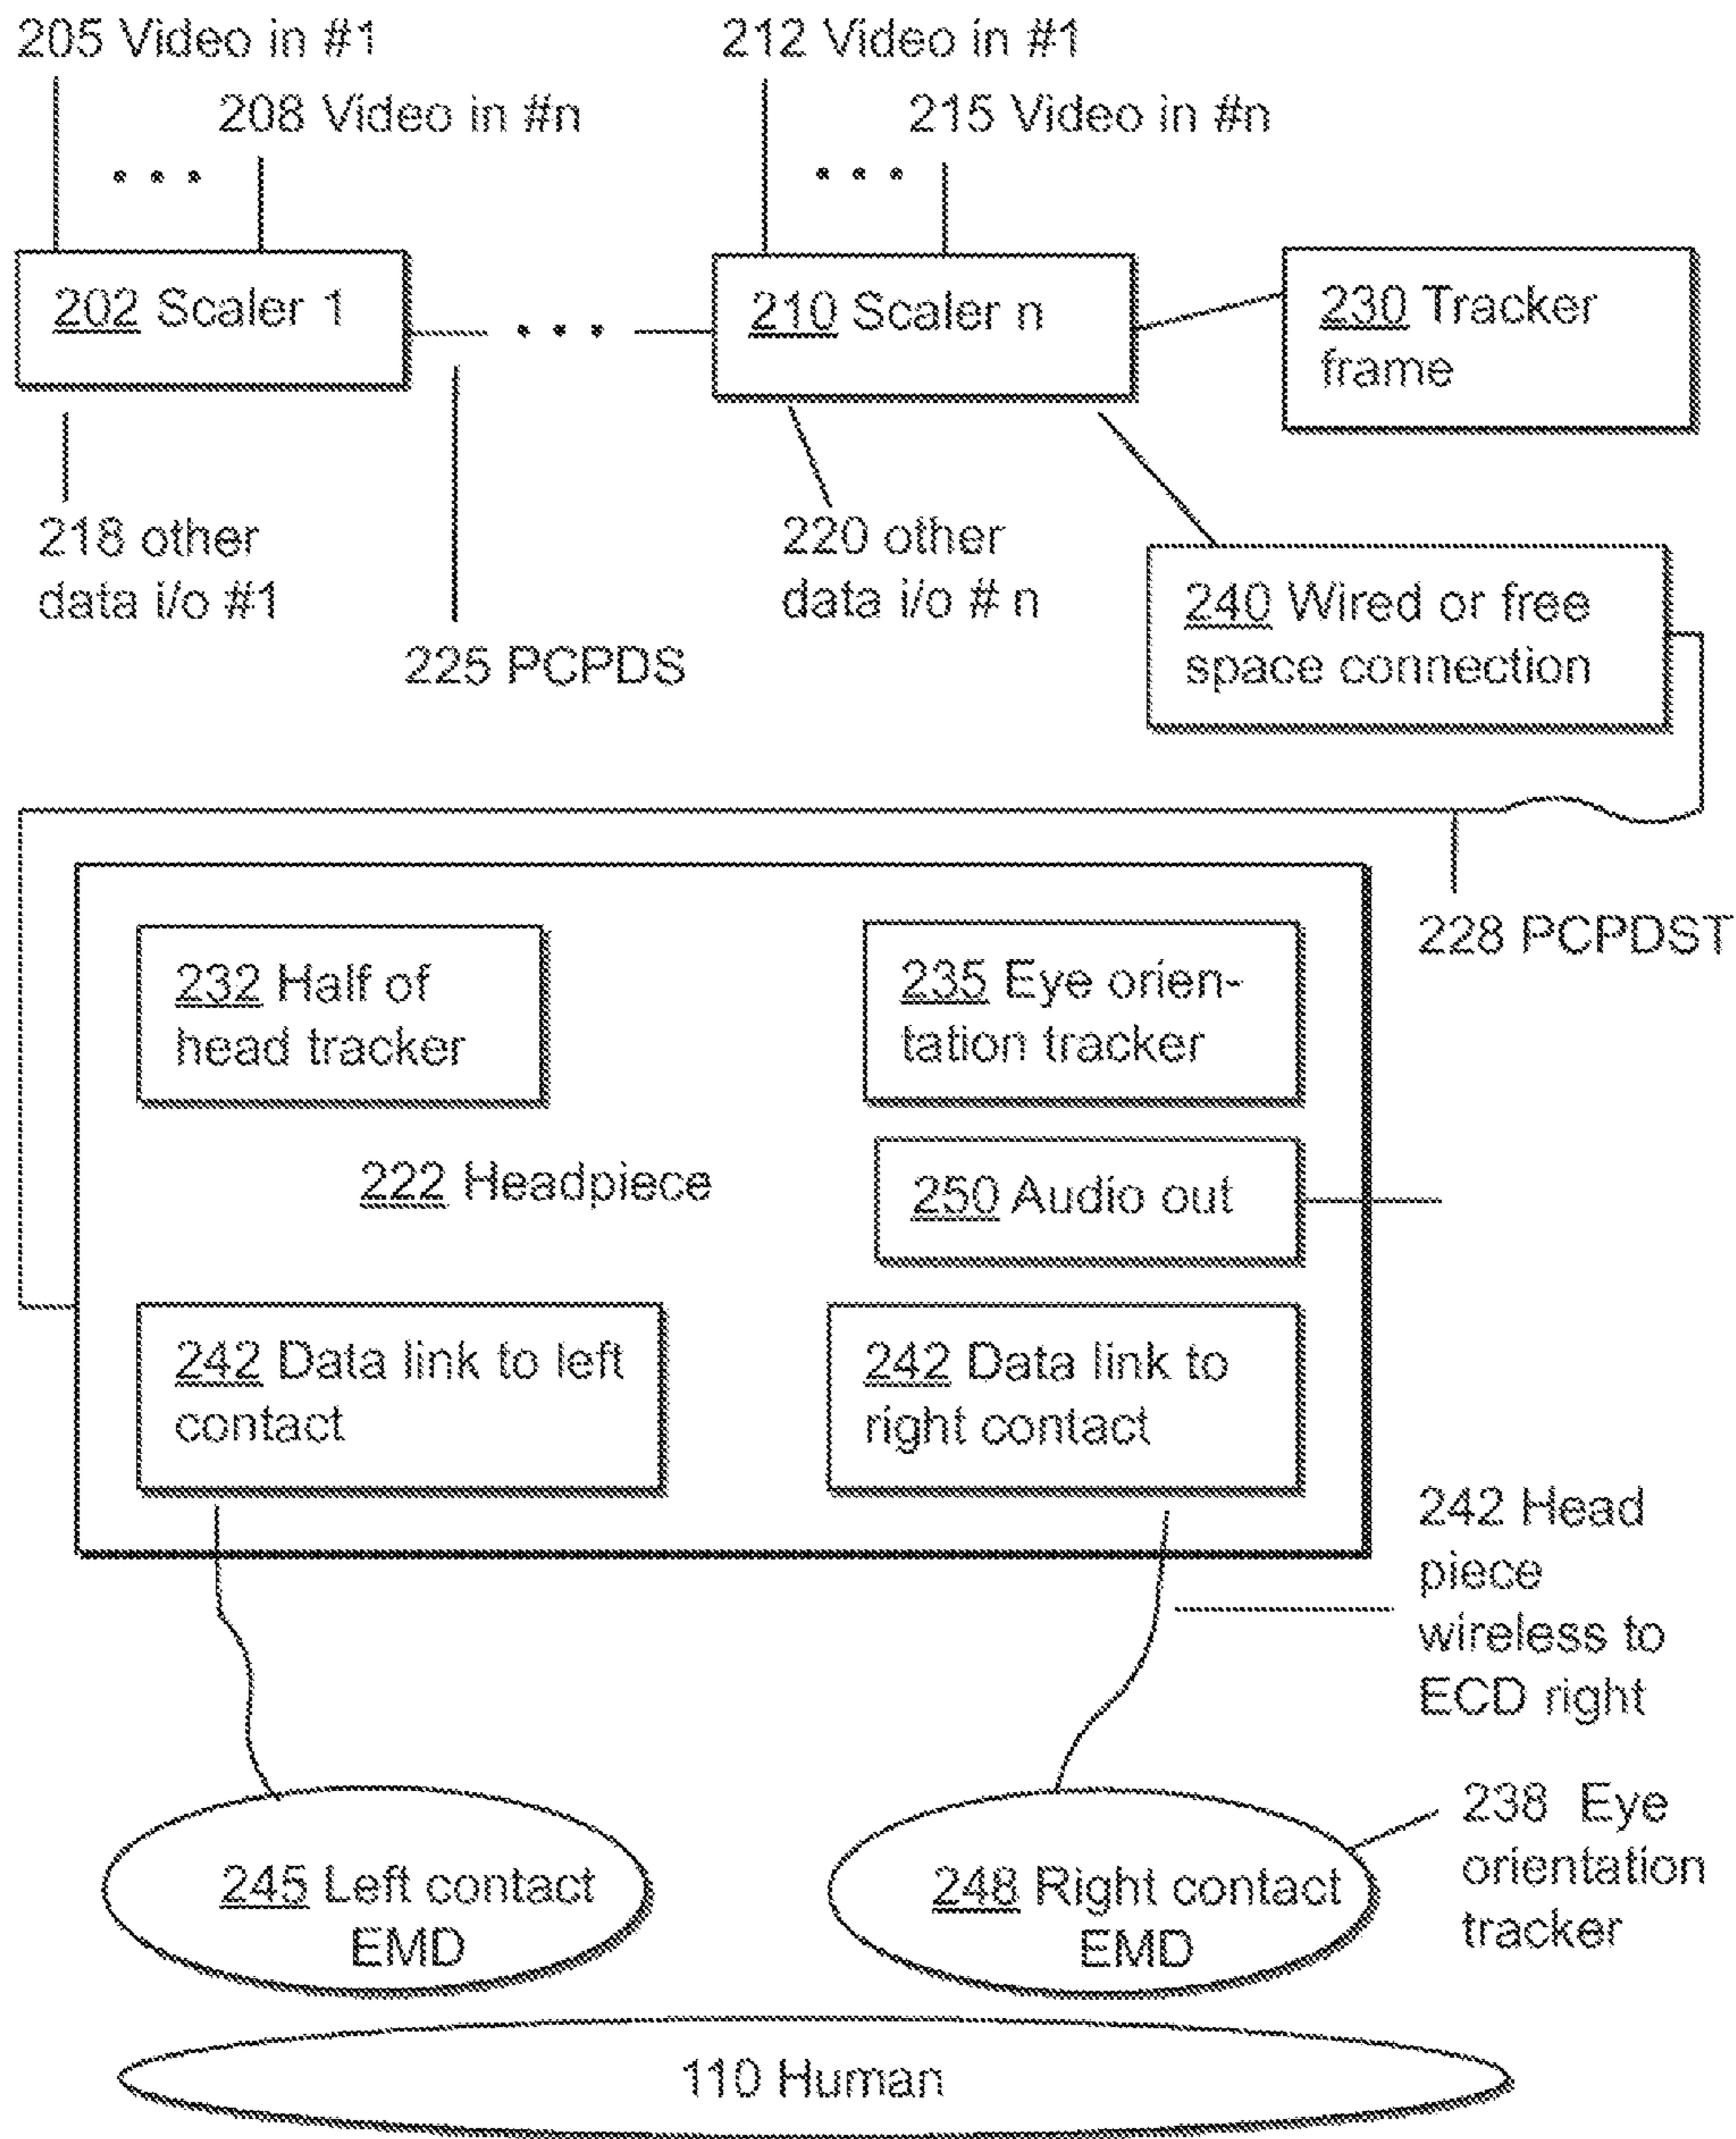 205 Video in #1
212 Video in #1
208 Video in #n
215 Video in #n
. . .
. . .
202 Scaler 1
. . .
210 Scaler n
230 Tracker
frame
218 other
data i/o #1
220 other
data i/o # n
225 PCPDS
240 Wired or free
space connection
228 PCPDST
232 Half of
head tracker
235 Eye orien-
tation tracker
222 Headpiece
250 Audio out
242 Data link to left
contact
242 Data link to
right contact
242 Head
piece
wireless to
ECD right
245 Left contact
EMD
248 Right contact
EMD
238 Eye
orientation
tracker
110 Human